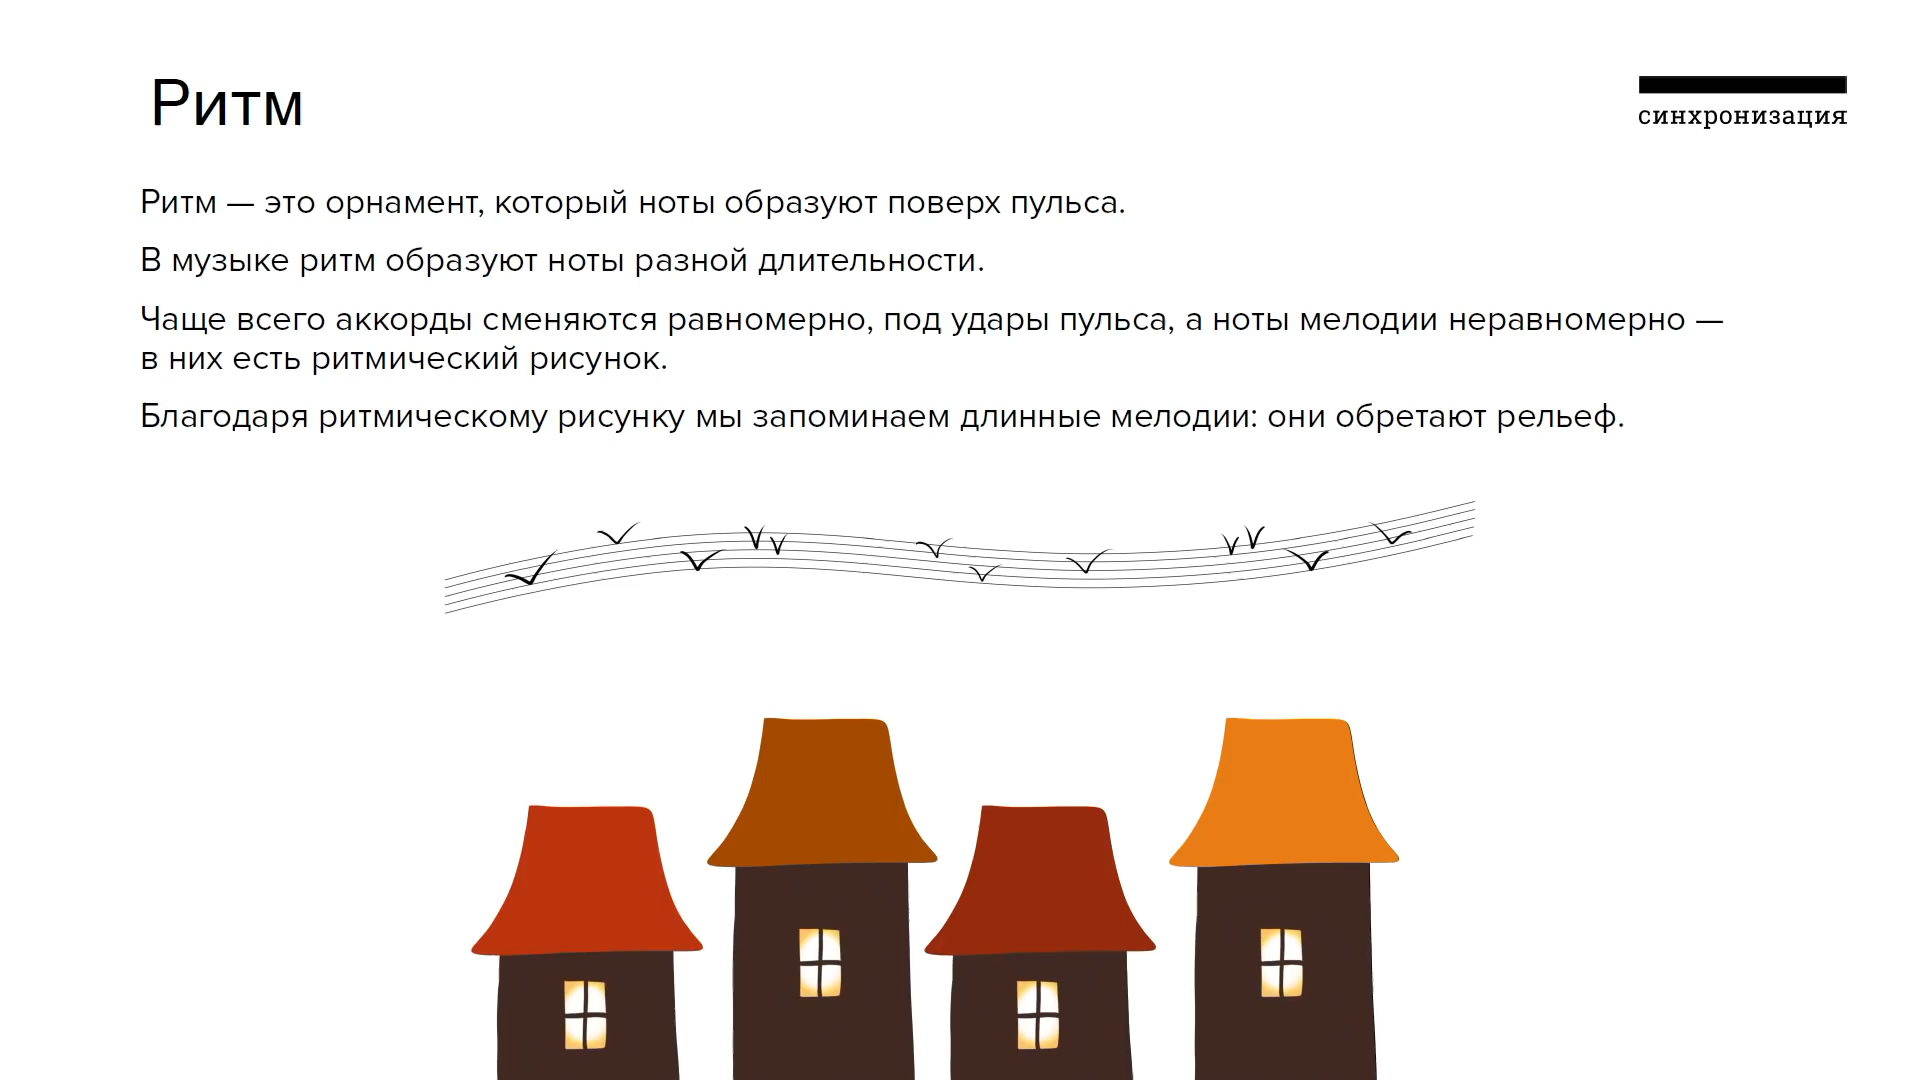 Ритм
синхронизация
Ритм — это орнамент, который ноты образуют поверх пульса.
В музыке ритм образуют ноты разной длительности.
Чаще всего аккорды сменяются равномерно, под удары пульса, а ноты мелодии неравномерно —
в них есть ритмический рисунок.
Благодаря ритмическому рисунку мы запоминаем длинные мелодии: они обретают рельеф.